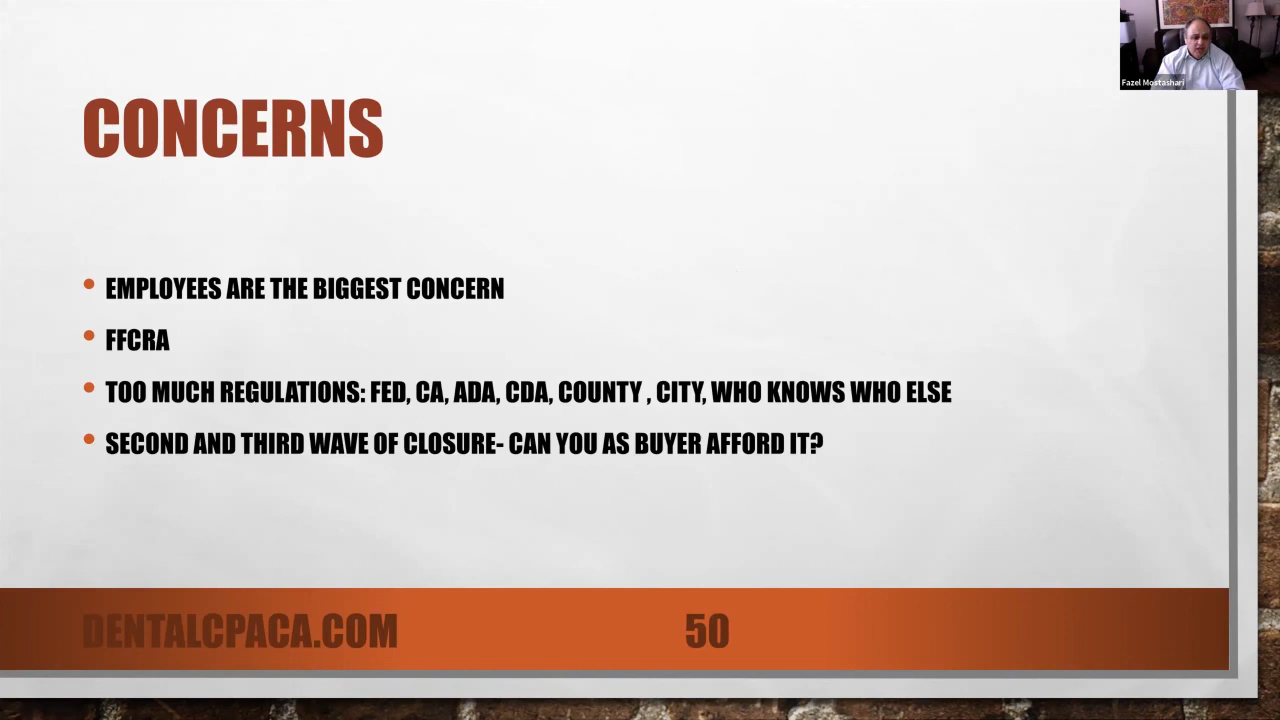 Fazel Mostashari
CONCERNS
• EMPLOYEES ARE THE BIGGEST CONCERN
• FFCRA
• TOO MUCH REGULATIONS: FED, CA, ADA, CDA, COUNTY , CITY, WHO KNOWS WHO ELSE
• SECOND AND THIRD WAVE OF CLOSURE- CAN YOU AS BUYER AFFORD IT?
DENTALCPACA.COM 50